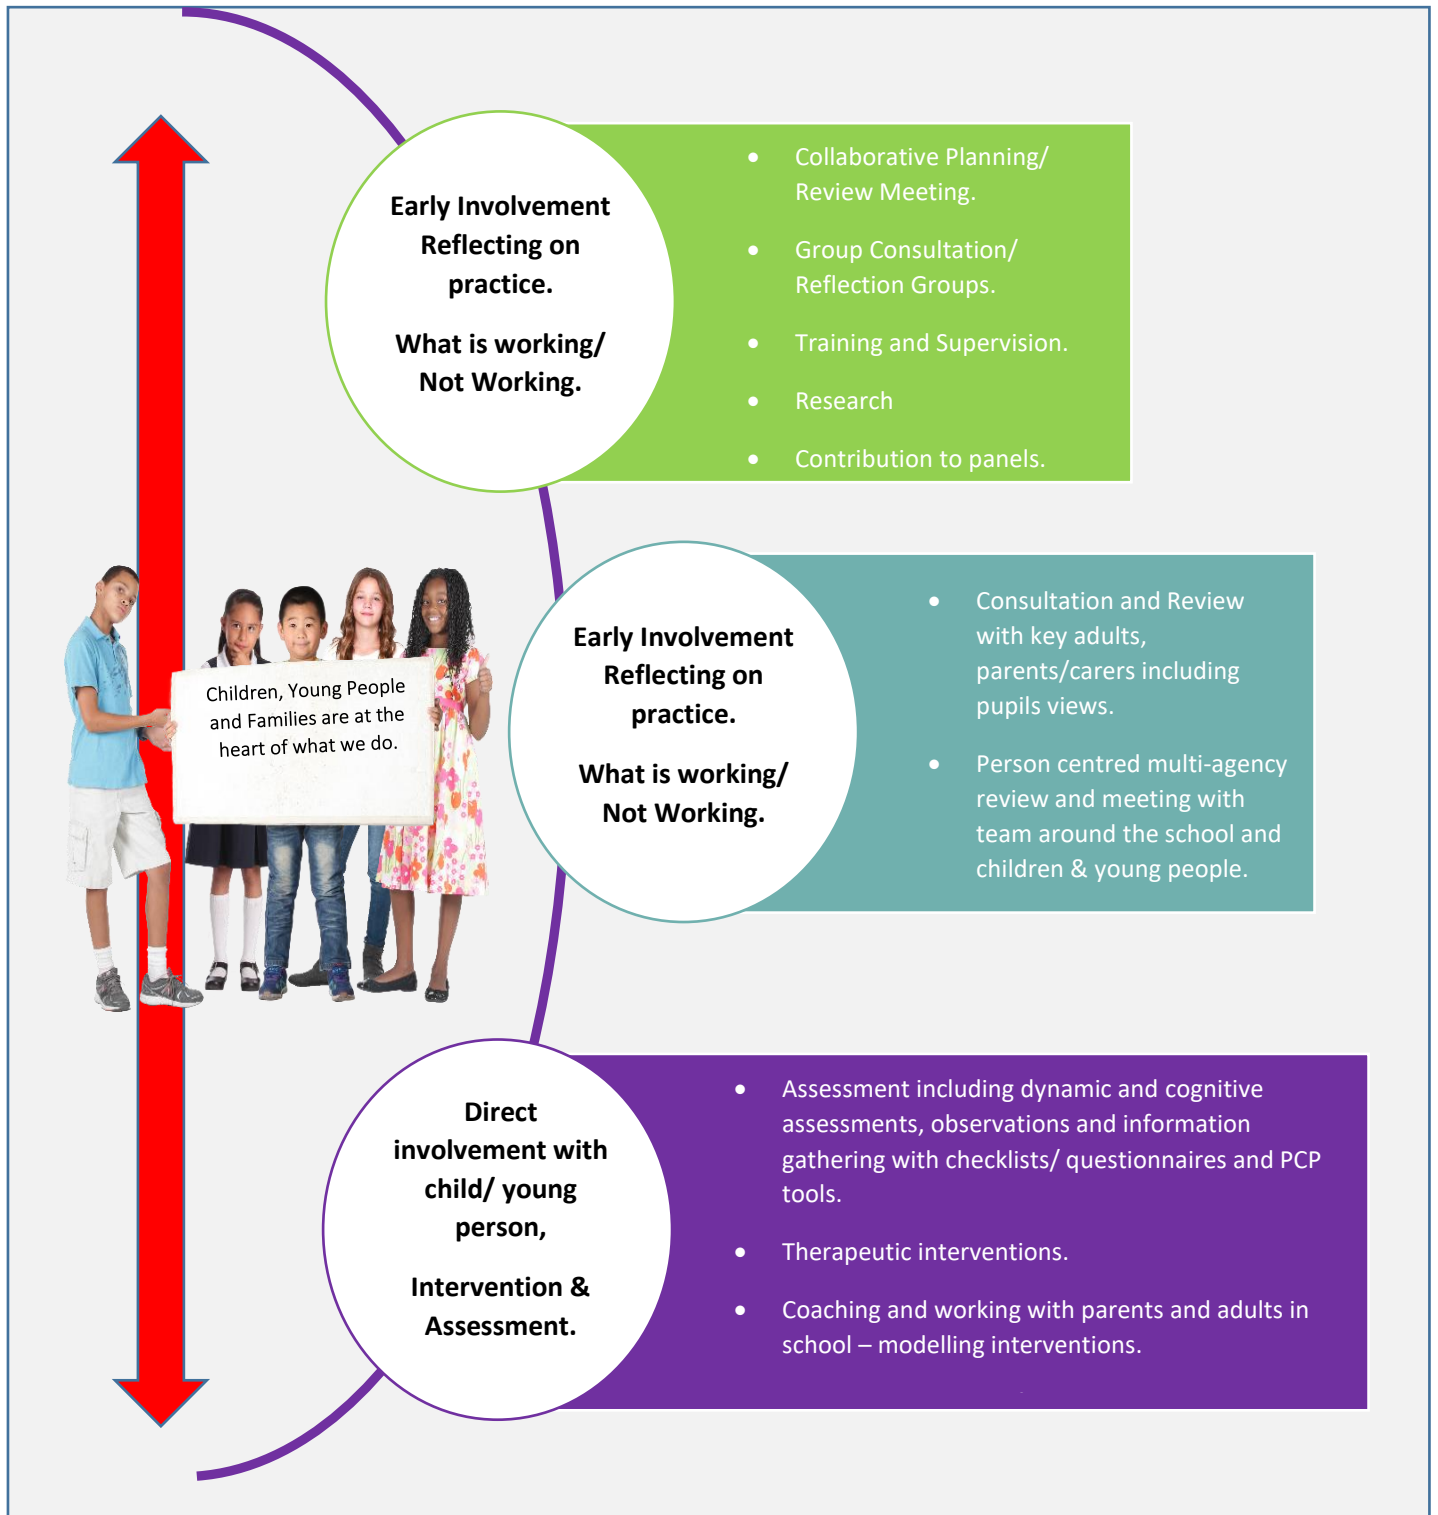 Early Involvement
Reflecting on
practice.
What is working/
Not Working.
• Collaborative Planning/
Review Meeting.
• Group Consultation/
Reflection Groups.
• Training and Supervision.
• Research
• Contribution to panels.
Children, Young People
and Families are at the
heart of what we do.
Early Involvement
Reflecting on
practice.
What is working/
Not Working.
• Consultation and Review
with key adults,
parents/carers including
pupils views.
• Person centred multi-agency
review and meeting with
team around the school and
children & young people.
Direct
involvement with
child/ young
person,
Intervention &
Assessment.
• Assessment including dynamic and cognitive
assessments, observations and information
gathering with checklists/ questionnaires and PCP
tools.
• Therapeutic interventions.
• Coaching and working with parents and adults in
school – modelling interventions.